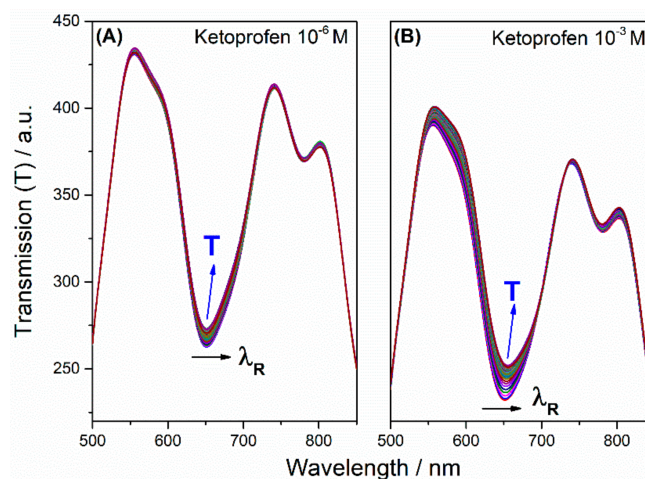 (A) Ketoprofen 10⁻⁶ M
(B) Ketoprofen 10⁻³ M
Transmission (T) / a.u.
450
400
350
300
250
T
λR
T
λR
500 600 700 800
500 600 700 800
Wavelength / nm